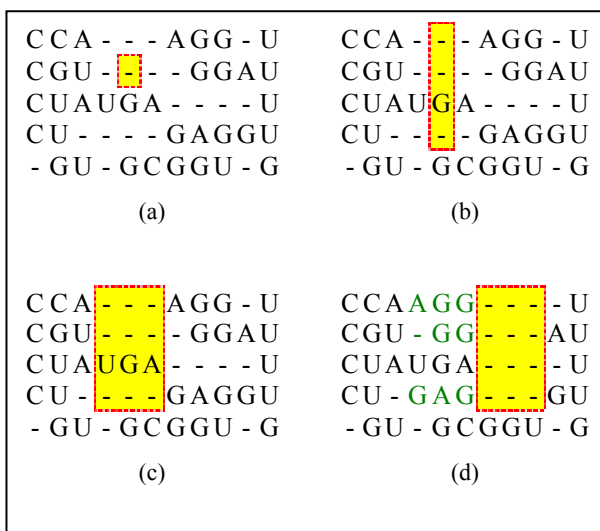 C C A - - - A G G - U
C G U - - - - G G A U
C U A U G A - - - - U
C U - - - - G A G G U
- G U - G C G G U - G
(a)
C C A - - - A G G - U
C G U - - - - G G A U
C U A U G A - - - - U
C U - - - - G A G G U
- G U - G C G G U - G
(b)
C C A - - - A G G - U
C G U - - - - G G A U
C U A U G A - - - - U
C U - - - - G A G G U
- G U - G C G G U - G
(c)
C C A A G G - - - - U
C G U - G G - - - A U
C U A U G A - - - - U
C U - G A G - - - G U
- G U - G C G G U - G
(d)